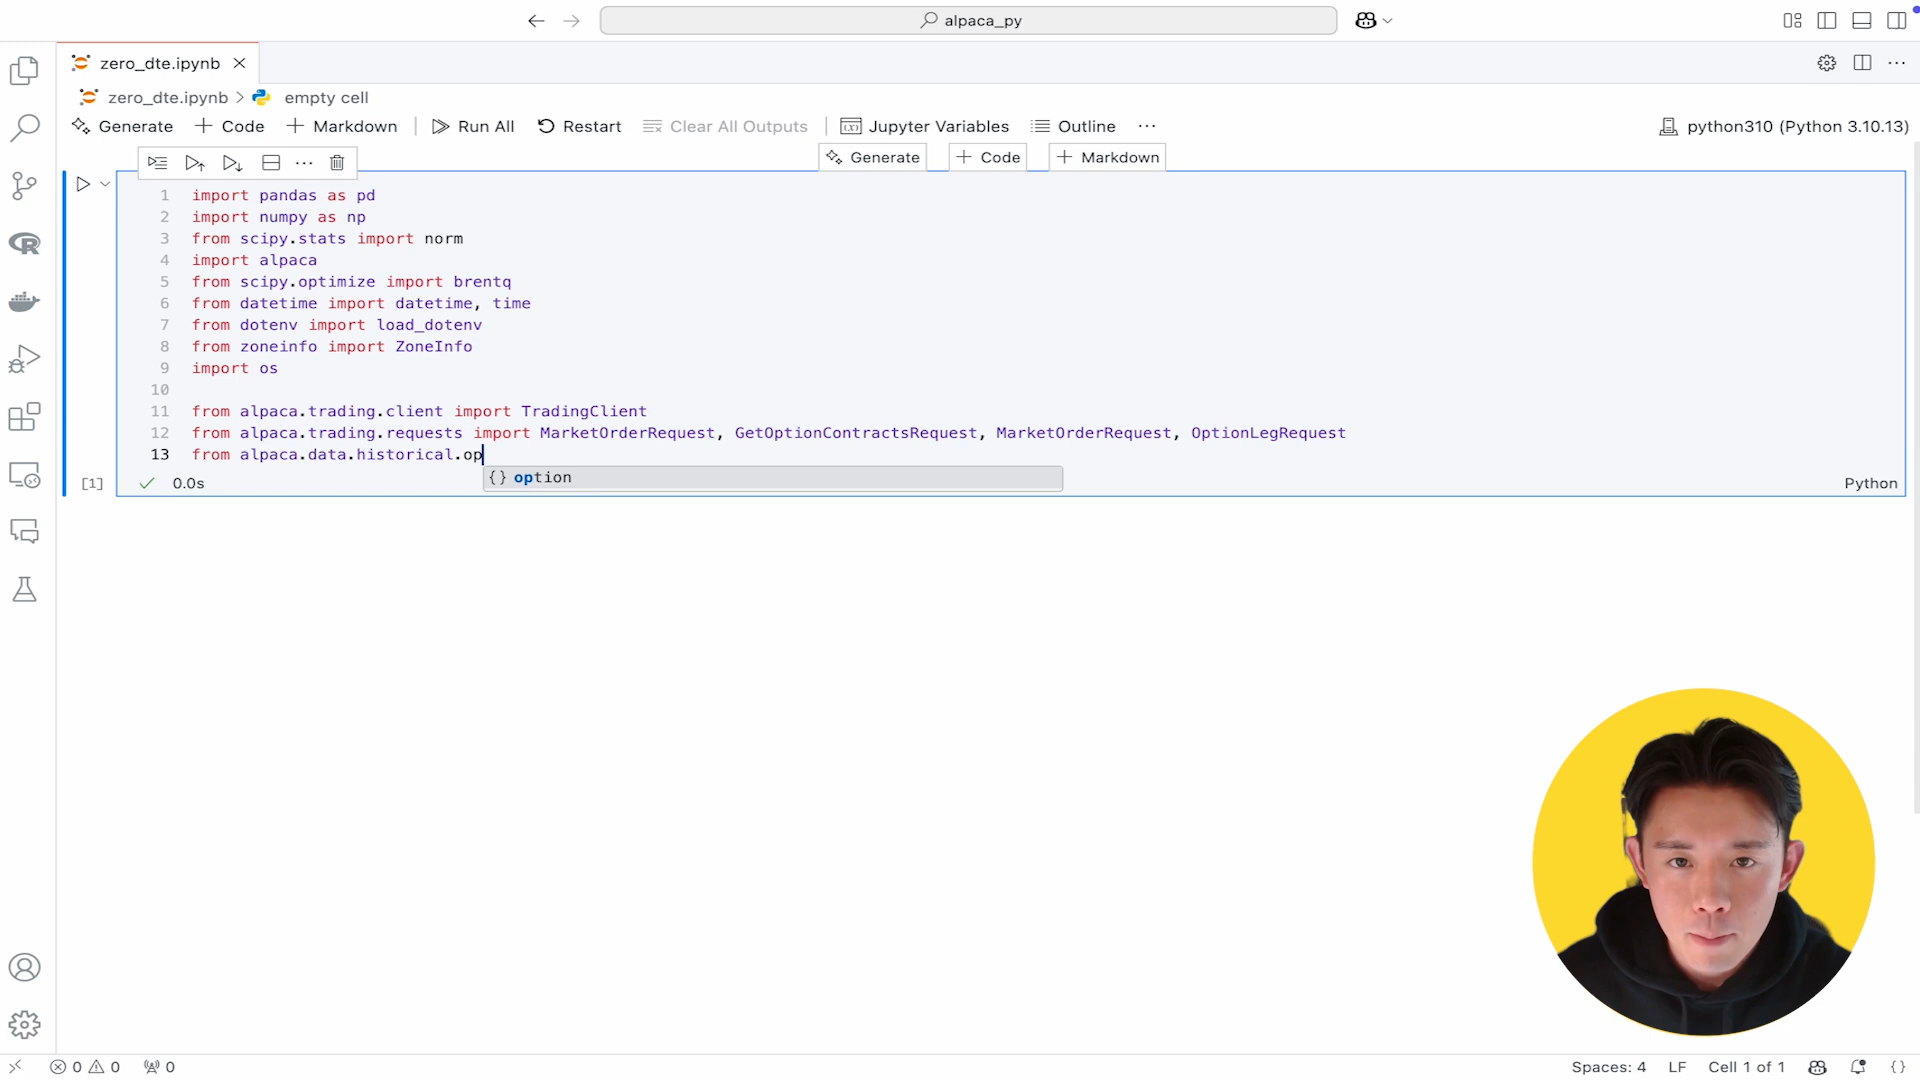 alpaca_py
zero_dte.ipynb
zero_dte.ipynb > empty cell
Generate + Code + Markdown Run All Restart Clear All Outputs Jupyter Variables Outline ... python310 (Python 3.10.13)
Generate + Code + Markdown
1 import pandas as pd
2 import numpy as np
3 from scipy.stats import norm
4 import alpaca
5 from scipy.optimize import brentq
6 from datetime import datetime, time
7 from dotenv import load_dotenv
8 from zoneinfo import ZoneInfo
9 import os
10
11 from alpaca.trading.client import TradingClient
12 from alpaca.trading.requests import MarketOrderRequest, GetOptionContractsRequest, MarketOrderRequest, OptionLegRequest
13 from alpaca.data.historical.op
{} option
[1] 0.0s Python
0 0 0 Spaces: 4 LF Cell 1 of 1 {}